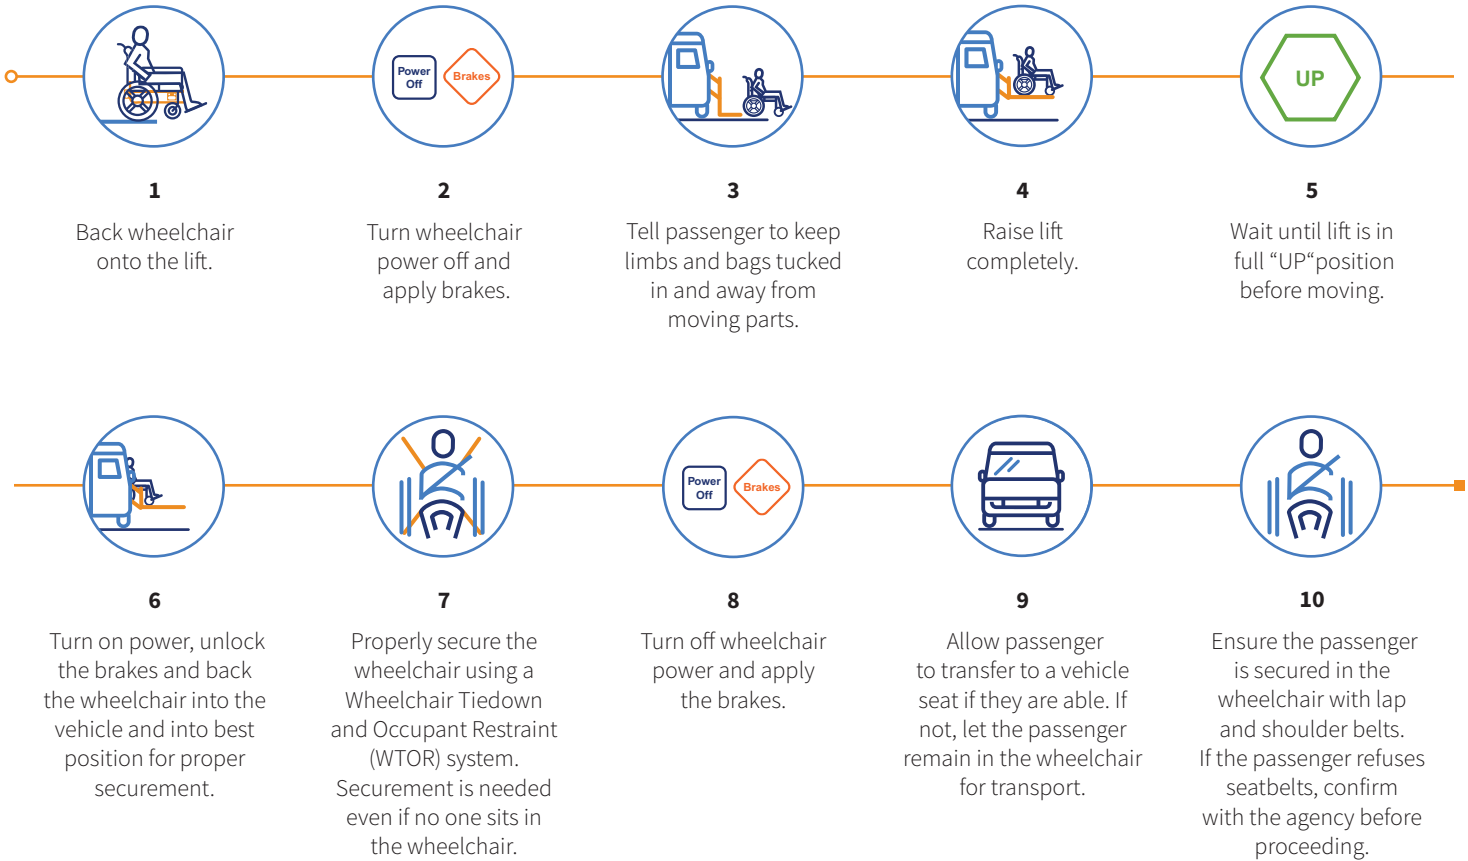 Power
Off
Brakes
UP
1
Back wheelchair
onto the lift.
2
Turn wheelchair
power off and
apply brakes.
3
Tell passenger to keep
limbs and bags tucked
in and away from
moving parts.
4
Raise lift
completely.
5
Wait until lift is in
full “UP“position
before moving.
Power
Off
Brakes
6
Turn on power, unlock
the brakes and back
the wheelchair into the
vehicle and into best
position for proper
securement.
7
Properly secure the
wheelchair using a
Wheelchair Tiedown
and Occupant Restraint
(WTOR) system.
Securement is needed
even if no one sits in
the wheelchair.
8
Turn off wheelchair
power and apply
the brakes.
9
Allow passenger
to transfer to a vehicle
seat if they are able. If
not, let the passenger
remain in the wheelchair
for transport.
10
Ensure the passenger
is secured in the
wheelchair with lap
and shoulder belts.
If the passenger refuses
seatbelts, confirm
with the agency before
proceeding.